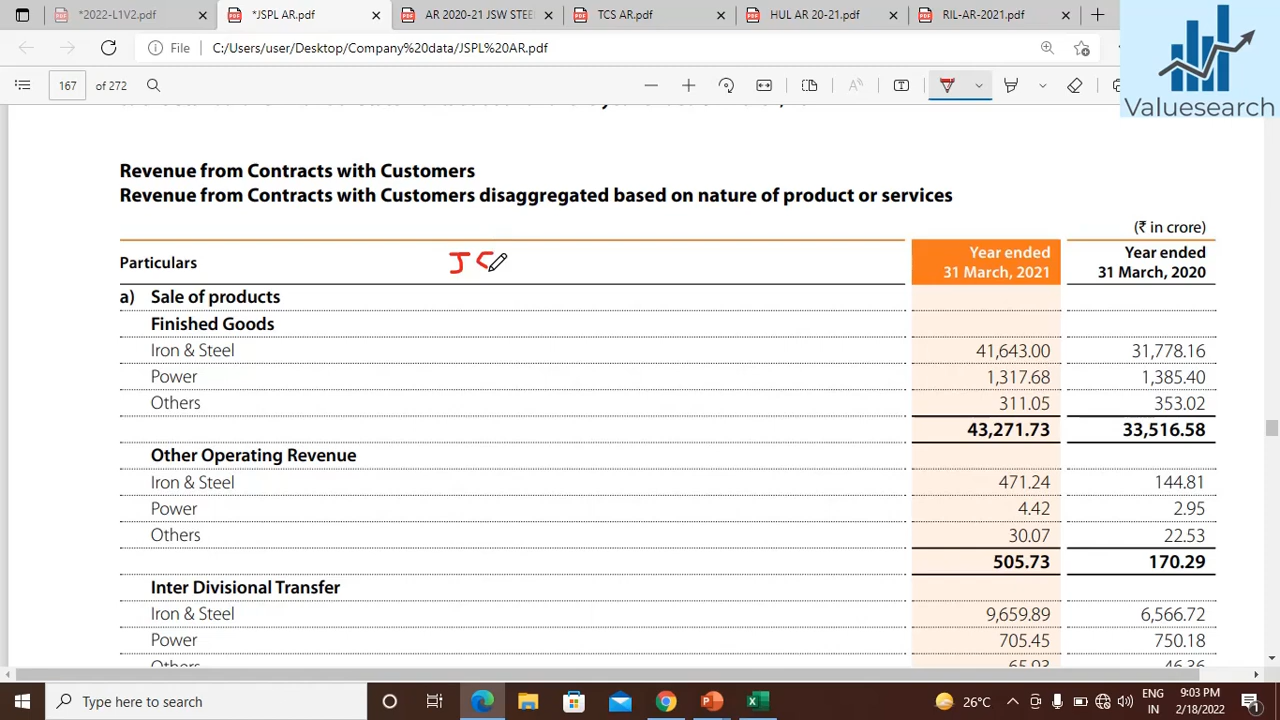 *2022-L1V2.pdf
*JSPL AR.pdf
AR 2020-21 JSW STEE
TCS AR.pdf
HUL AR 20-21.pdf
RIL-AR-2021.pdf
File C:/Users/user/Desktop/Company%20data/JSPL%20AR.pdf
167 of 272
Valuesearch
Revenue from Contracts with Customers
Revenue from Contracts with Customers disaggregated based on nature of product or services
(₹ in crore)
Particulars J S Year ended 31 March, 2021 Year ended 31 March, 2020
a) Sale of products
Finished Goods
Iron & Steel 41,643.00 31,778.16
Power 1,317.68 1,385.40
Others 311.05 353.02
43,271.73 33,516.58
Other Operating Revenue
Iron & Steel 471.24 144.81
Power 4.42 2.95
Others 30.07 22.53
505.73 170.29
Inter Divisional Transfer
Iron & Steel 9,659.89 6,566.72
Power 705.45 750.18
Others 65.93 46.36
Type here to search
26°C
ENG
IN
9:03 PM
2/18/2022
1